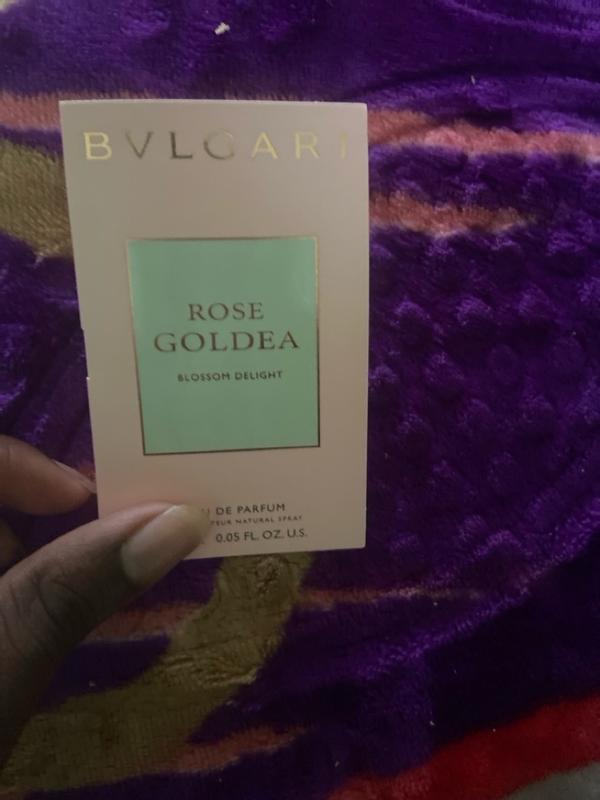 BVLGARI
ROSE
GOLDEA
BLOSSOM DELIGHT
DE PARFUM
NATURAL SPRAY
0.05 FL. OZ. U.S.